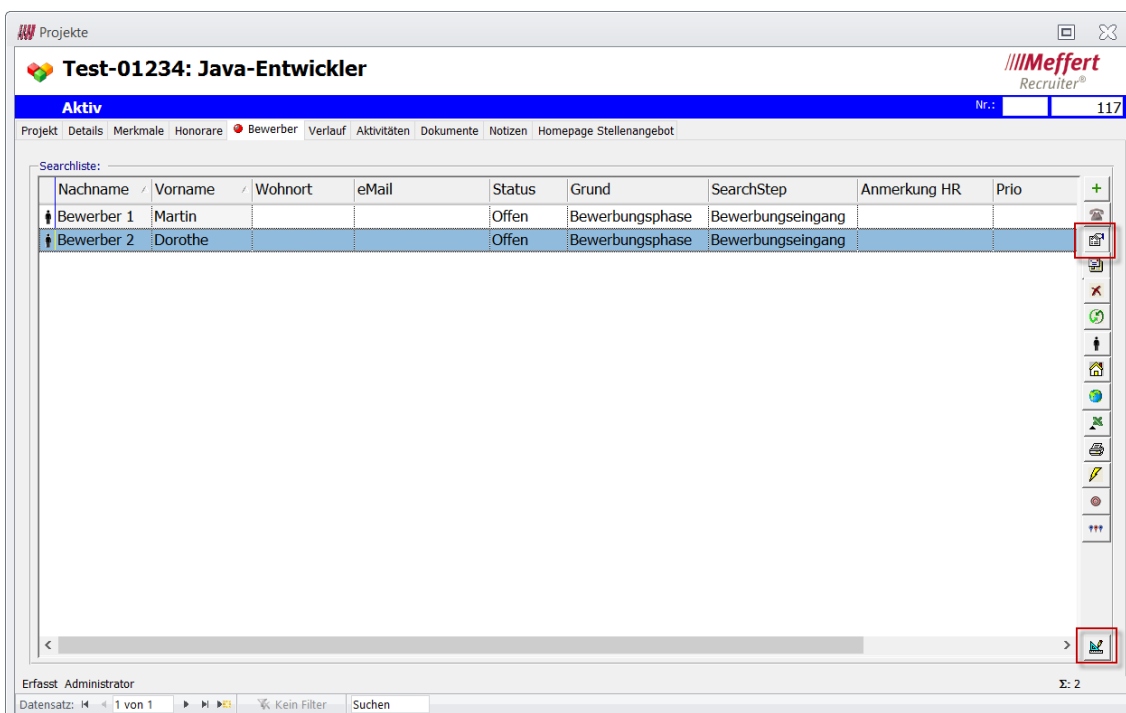 Projekte
Test-01234: Java-Entwickler
////Meffert
Recruiter®
Aktiv Nr.: 117
Projekt Details Merkmale Honorare Bewerber Verlauf Aktivitäten Dokumente Notizen Homepage Stellenangebot
Searchliste:
Nachname Vorname Wohnort eMail Status Grund SearchStep Anmerkung HR Prio
Bewerber 1 Martin Offen Bewerbungsphase Bewerbungseingang
Bewerber 2 Dorothe Offen Bewerbungsphase Bewerbungseingang
Erfasst Administrator Σ: 2
Datensatz: 1 von 1 Kein Filter Suchen